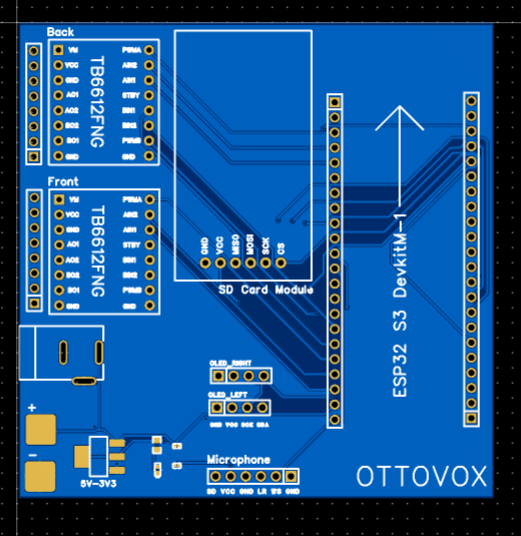 Back
VM PWMA
VCC AIN2
GND AIN1
AO1 STBY
AO2 BIN1
BO2 BIN2
BO1 PWMB
GND GND
TB6612FNG
Front
VM PWMA
VCC AIN2
GND AIN1
AO1 STBY
AO2 BIN1
BO2 BIN2
BO1 PWMB
GND GND
TB6612FNG
GND VCC MISO MOSI SCK CS
SD Card Module
ESP32 S3 DevkitM-1
OLED_RIGHT
OLED_LEFT
GND VCC SCK SDA
+
-
5V-3V3
Microphone
SD VCC GND LR WS GND
OTTOVOX